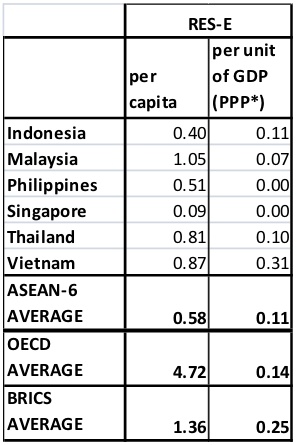 RES-E
per capita per unit of GDP (PPP*)
Indonesia 0.40 0.11
Malaysia 1.05 0.07
Philippines 0.51 0.00
Singapore 0.09 0.00
Thailand 0.81 0.10
Vietnam 0.87 0.31
ASEAN-6
AVERAGE 0.58 0.11
OECD
AVERAGE 4.72 0.14
BRICS
AVERAGE 1.36 0.25